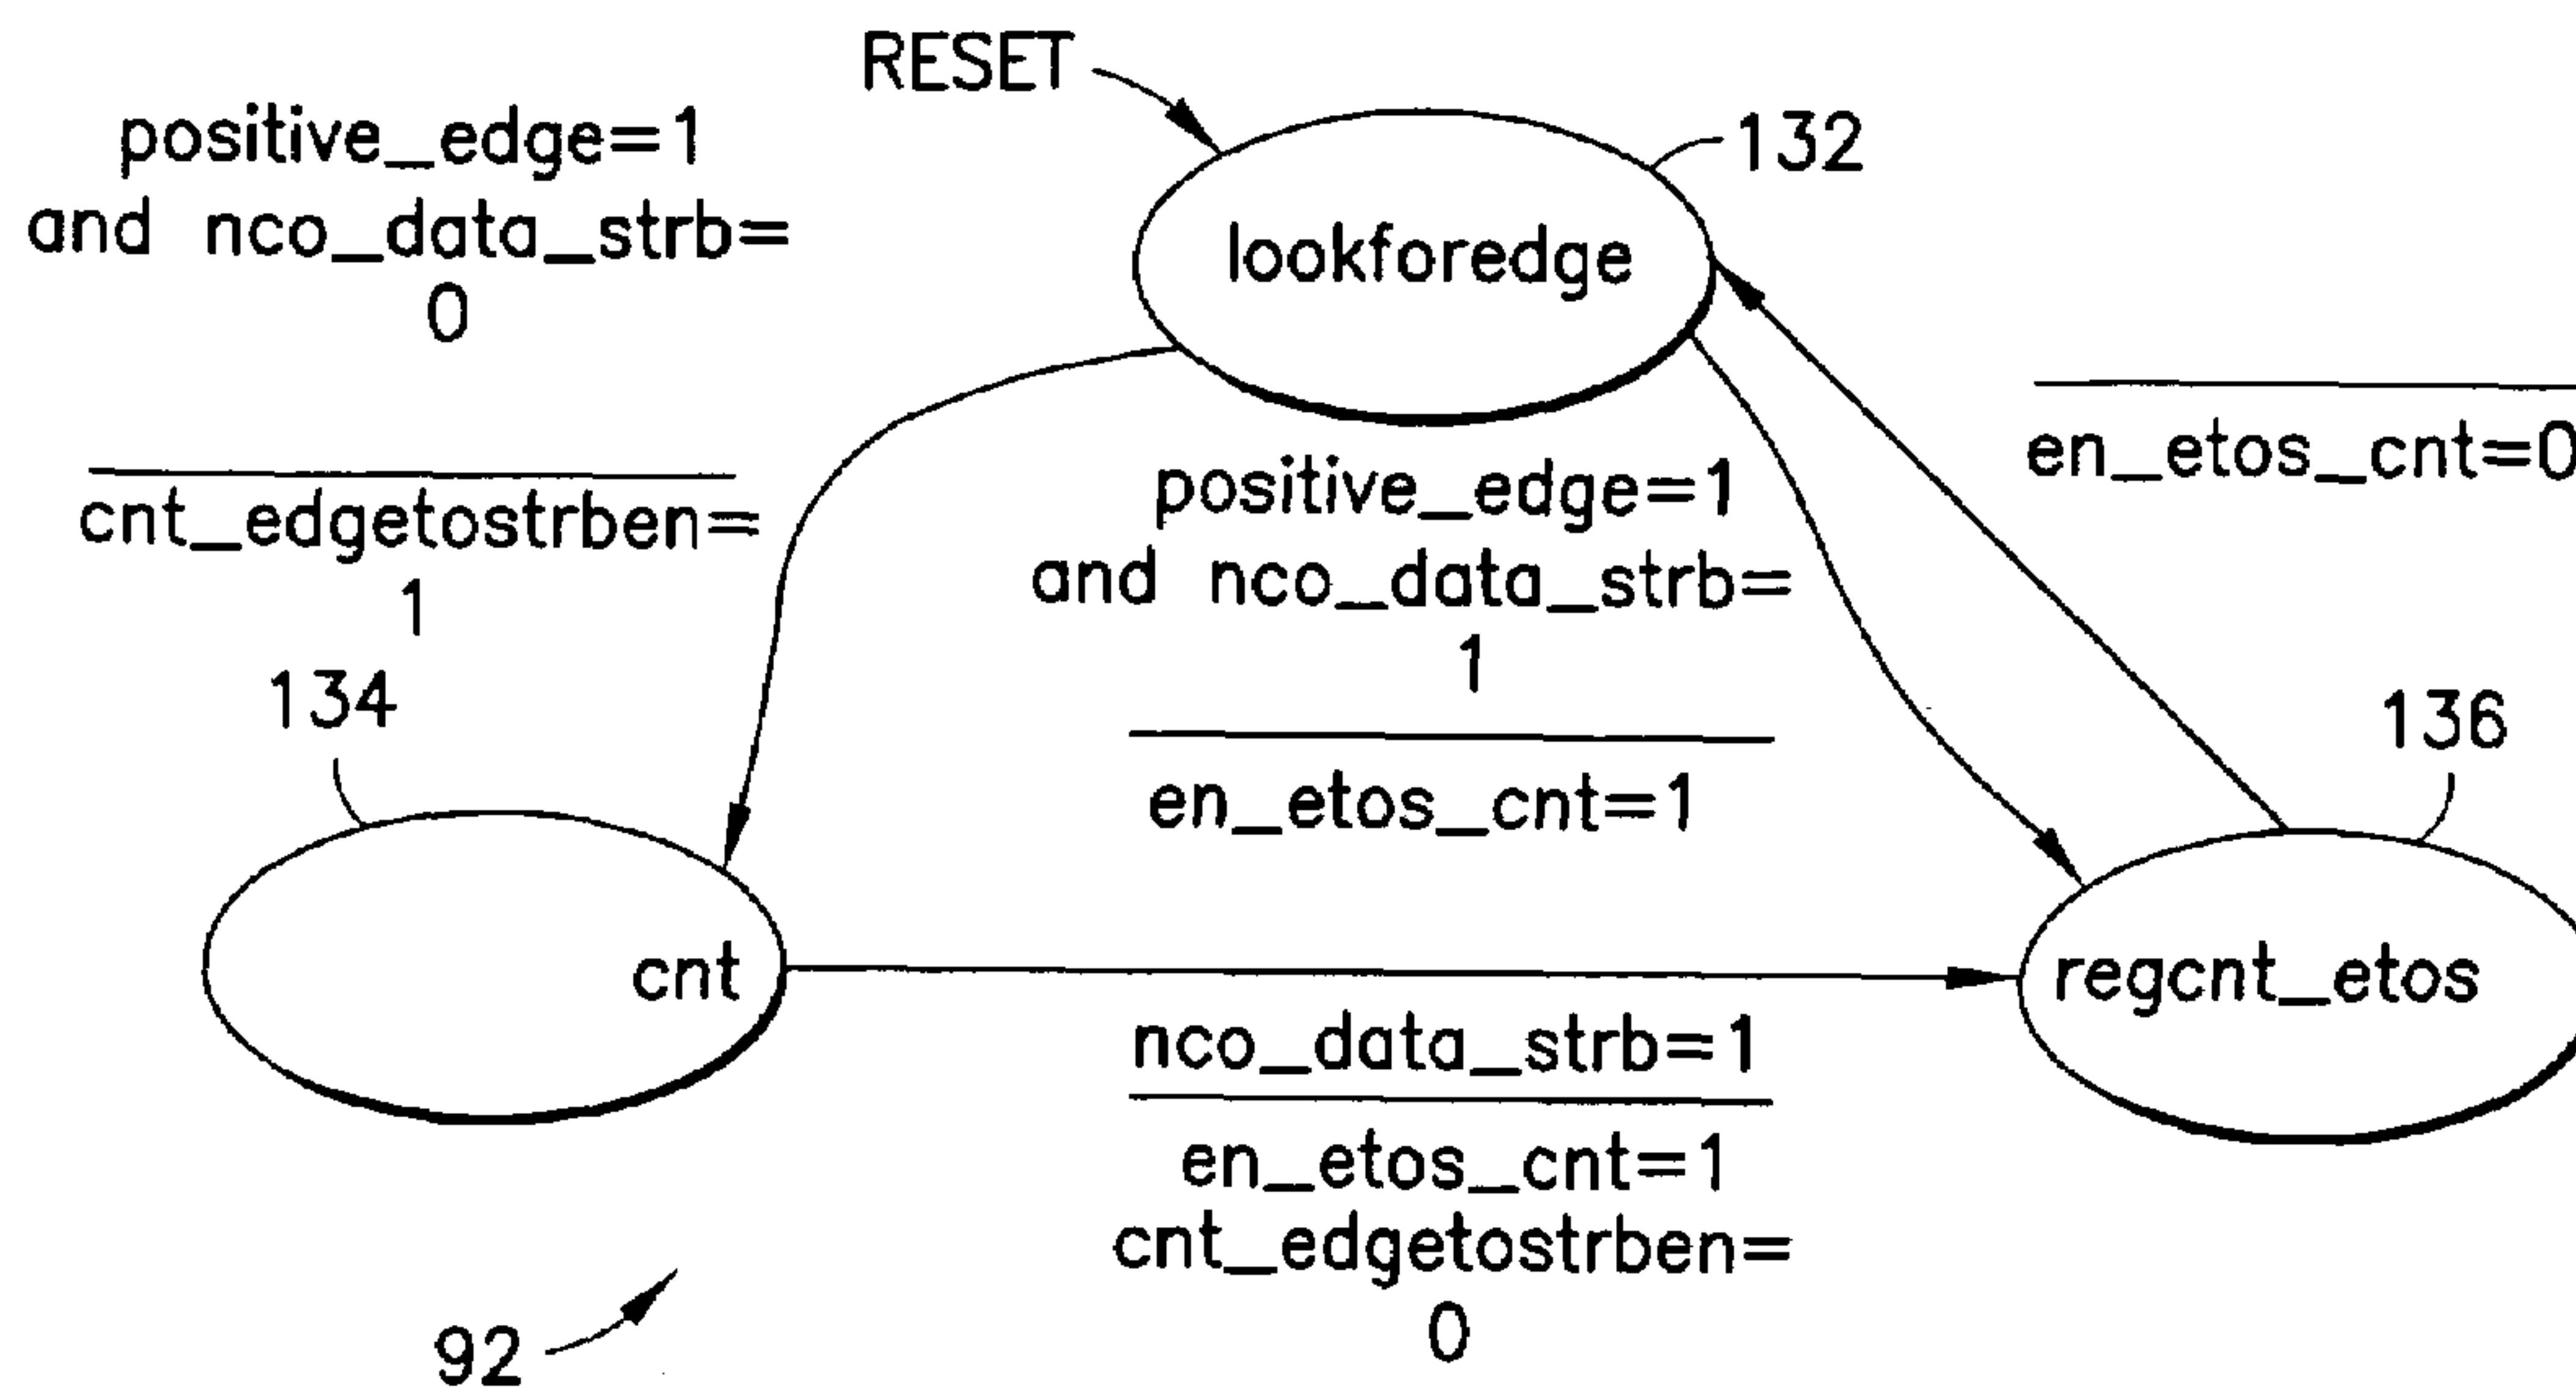 RESET
132
lookforedge
positive_edge=1
and nco_data_strb=
0
cnt_edgetostrben=
1
positive_edge=1
and nco_data_strb=
1
en_etos_cnt=1
en_etos_cnt=0
134
cnt
136
regcnt_etos
nco_data_strb=1
en_etos_cnt=1
cnt_edgetostrben=
0
92